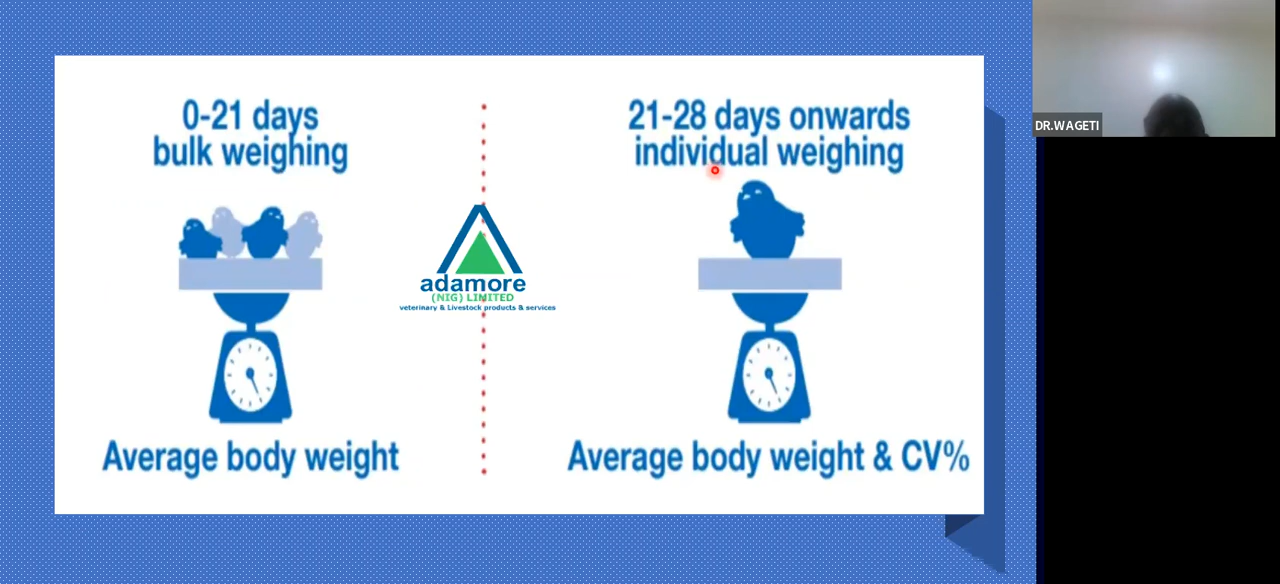 0-21 days
bulk weighing
21-28 days onwards
individual weighing
adamore
(NIG) LIMITED
veterinary & Livestock products & services
Average body weight
Average body weight & CV%
DR.WAGETI